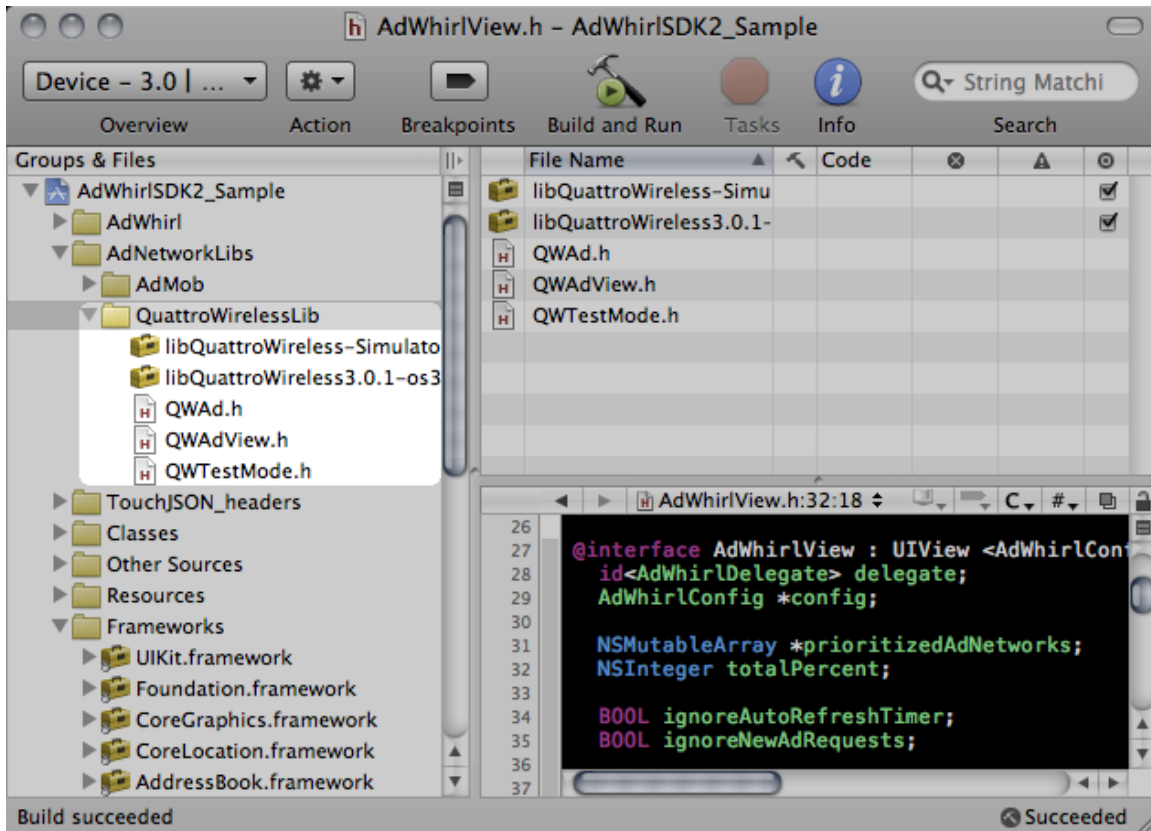 AdWhirlView.h – AdWhirlSDK2_Sample
Device – 3.0 | ...
String Matchi
Overview
Action
Breakpoints
Build and Run
Tasks
Info
Search
Groups & Files
AdWhirlSDK2_Sample
AdWhirl
AdNetworkLibs
AdMob
QuattroWirelessLib
libQuattroWireless-Simulato
libQuattroWireless3.0.1-os3
QWAd.h
QWAdView.h
QWTestMode.h
TouchJSON_headers
Classes
Other Sources
Resources
Frameworks
UIKit.framework
Foundation.framework
CoreGraphics.framework
CoreLocation.framework
AddressBook.framework
File Name
Code
libQuattroWireless-Simu
libQuattroWireless3.0.1-
QWAd.h
QWAdView.h
QWTestMode.h
AdWhirlView.h:32:18
C
#
26
27 @interface AdWhirlView : UIView <AdWhirlConf
28 id<AdWhirlDelegate> delegate;
29 AdWhirlConfig *config;
30
31 NSMutableArray *prioritizedAdNetworks;
32 NSInteger totalPercent;
33
34 BOOL ignoreAutoRefreshTimer;
35 BOOL ignoreNewAdRequests;
36
37
Build succeeded
Succeeded